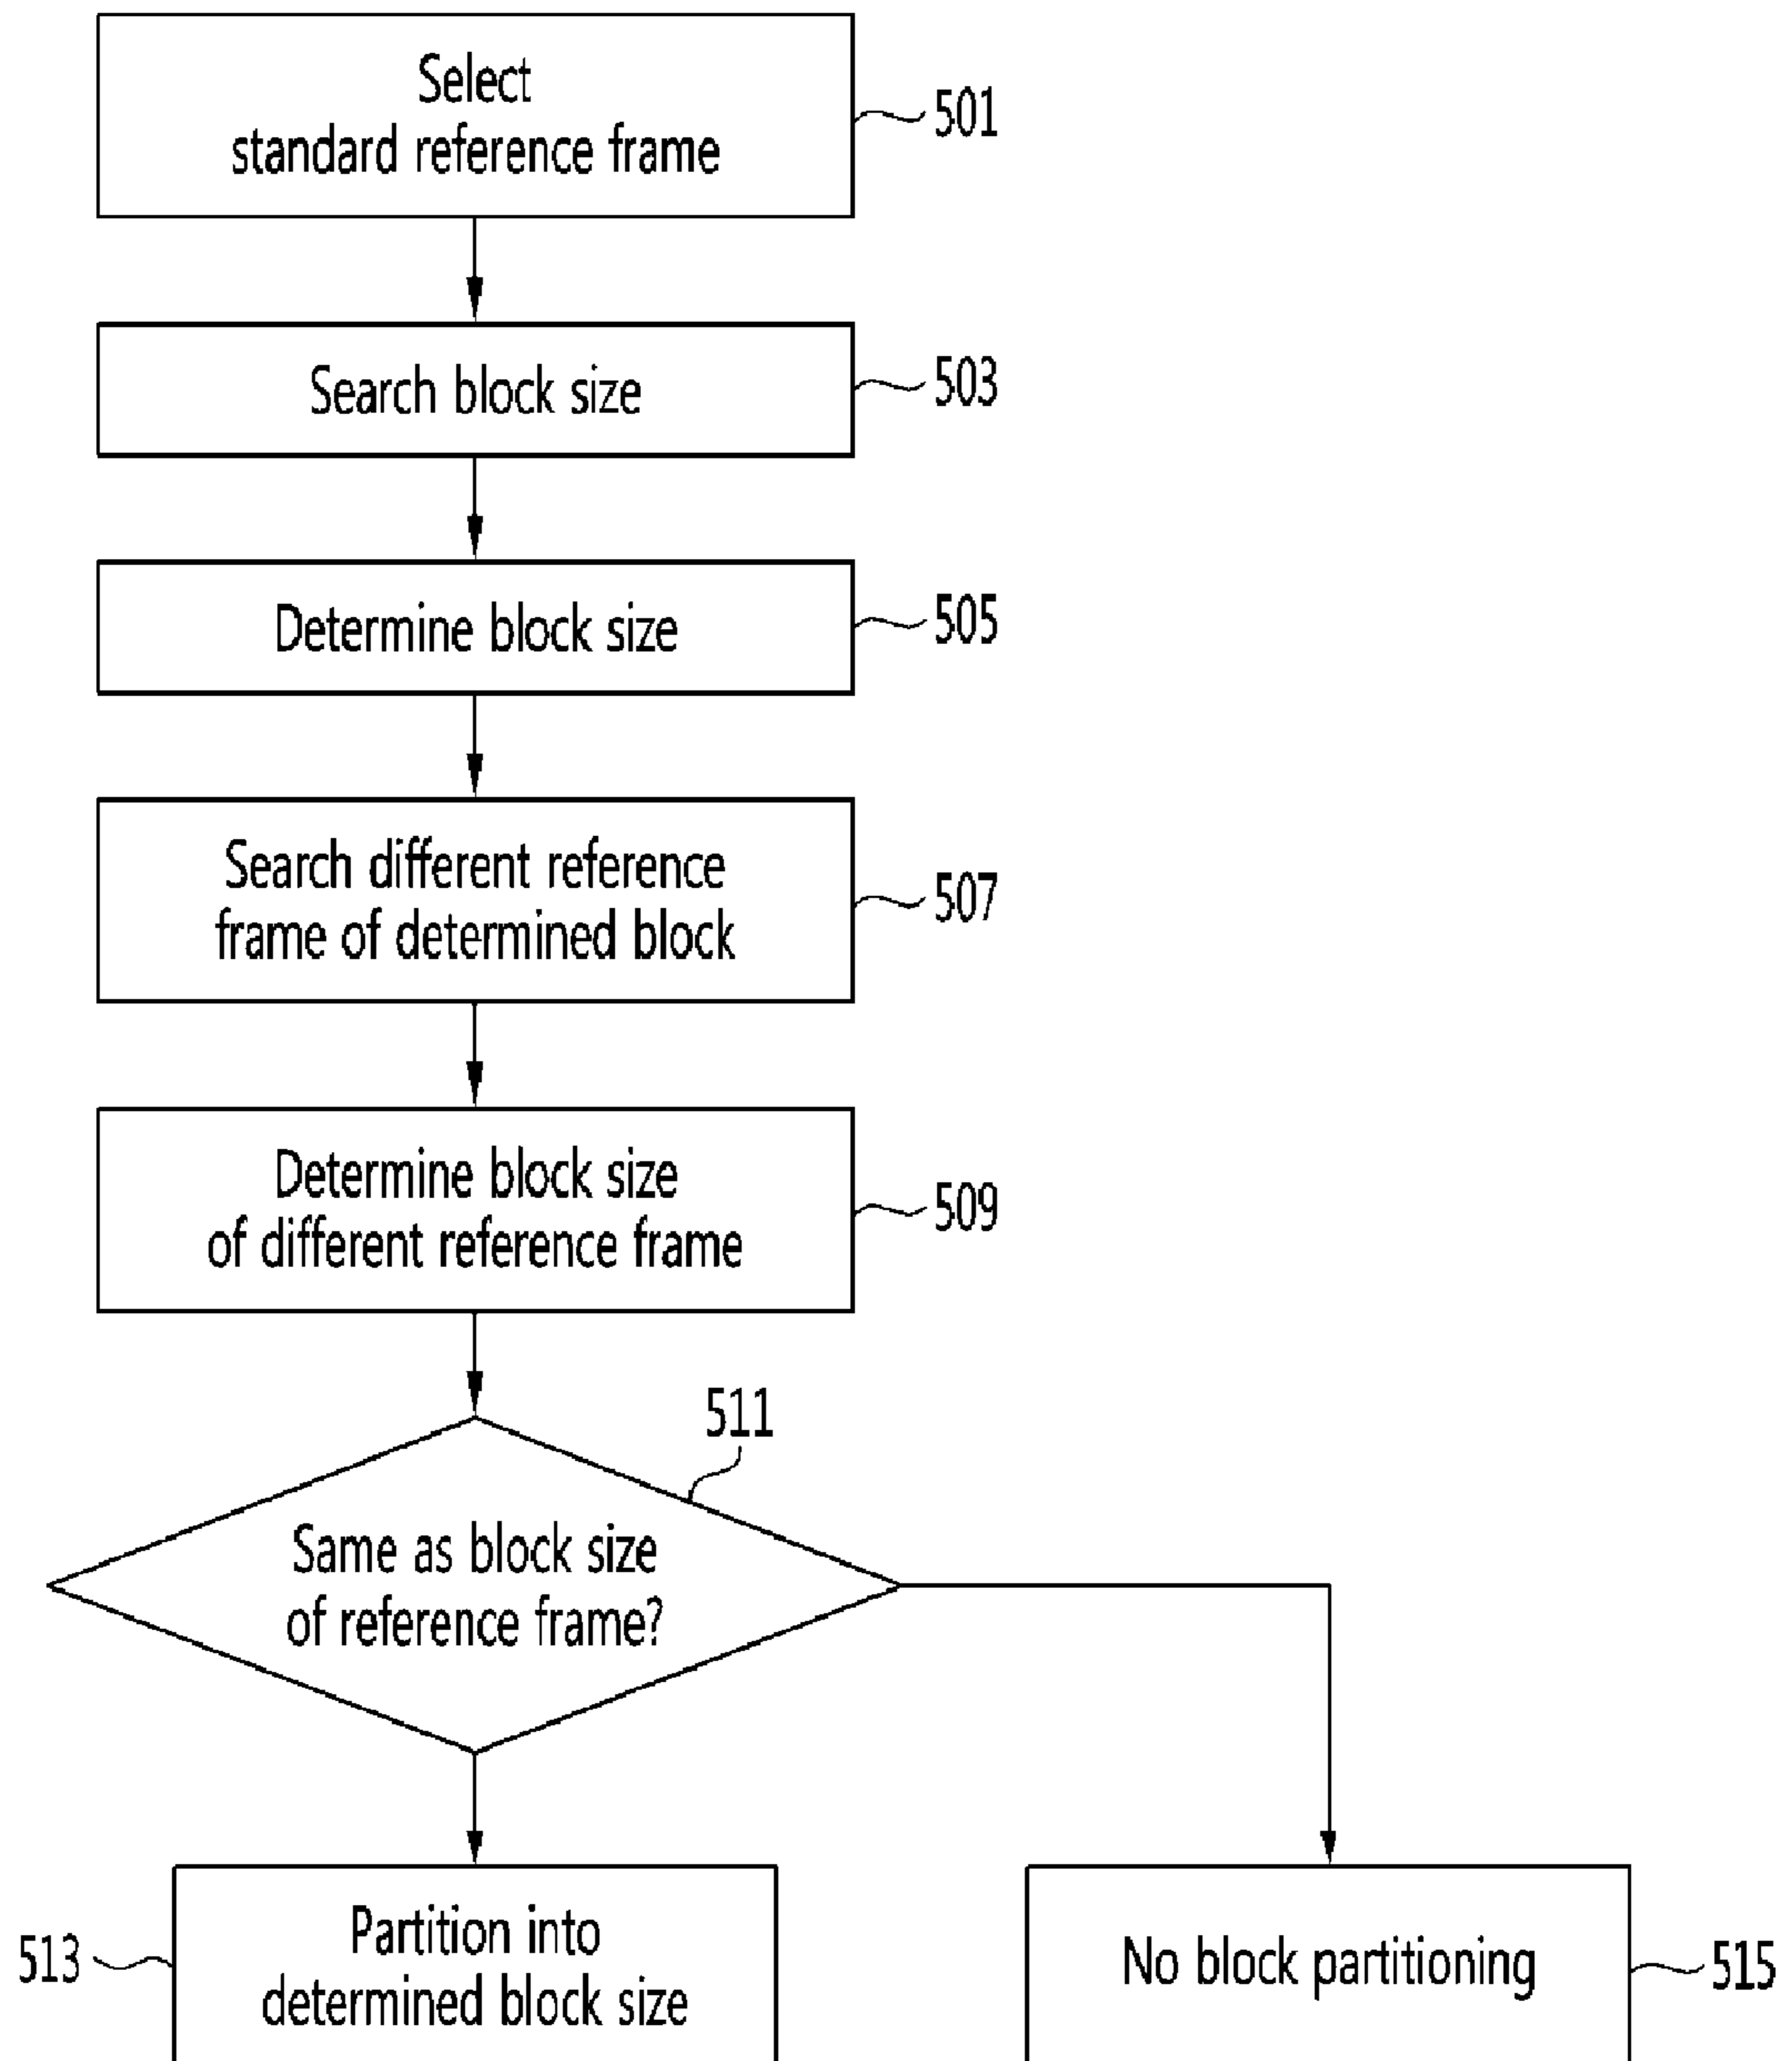 Select
standard reference frame
501
Search block size
503
Determine block size
505
Search different reference
frame of determined block
507
Determine block size
of different reference frame
509
511
Same as block size
of reference frame?
513
Partition into
determined block size
No block partitioning
515